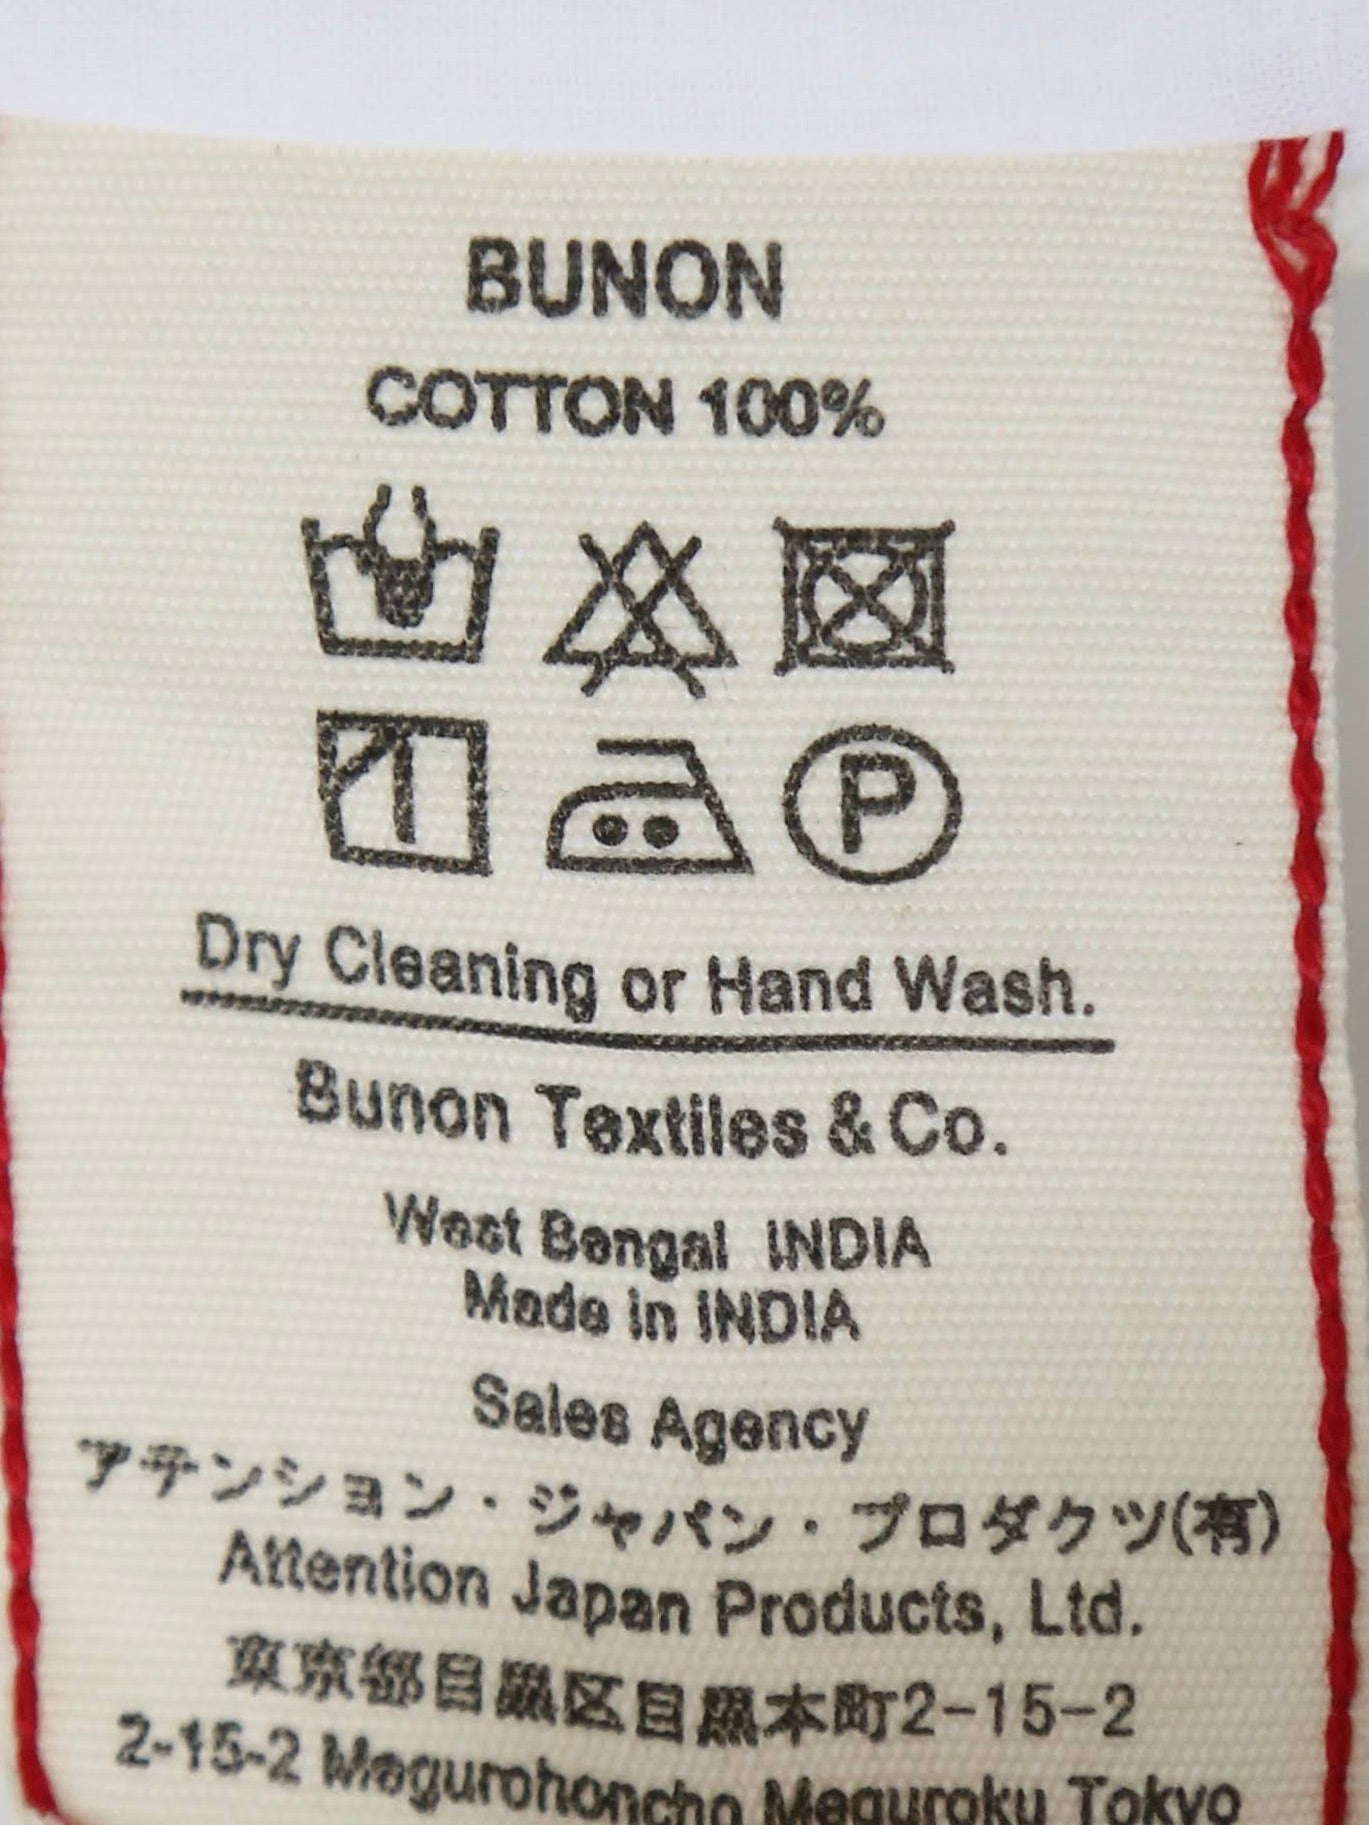 BUNON
COTTON 100%
P
Dry Cleaning or Hand Wash.
Bunon Textiles & Co.
West Bengal INDIA
Made in INDIA
Sales Agency
アテンション・ジャパン・プロダクツ(有)
Attention Japan Products, Ltd.
東京都目黒区目黒本町2-15-2
2-15-2 Megurohoncho Meguroku Tokyo